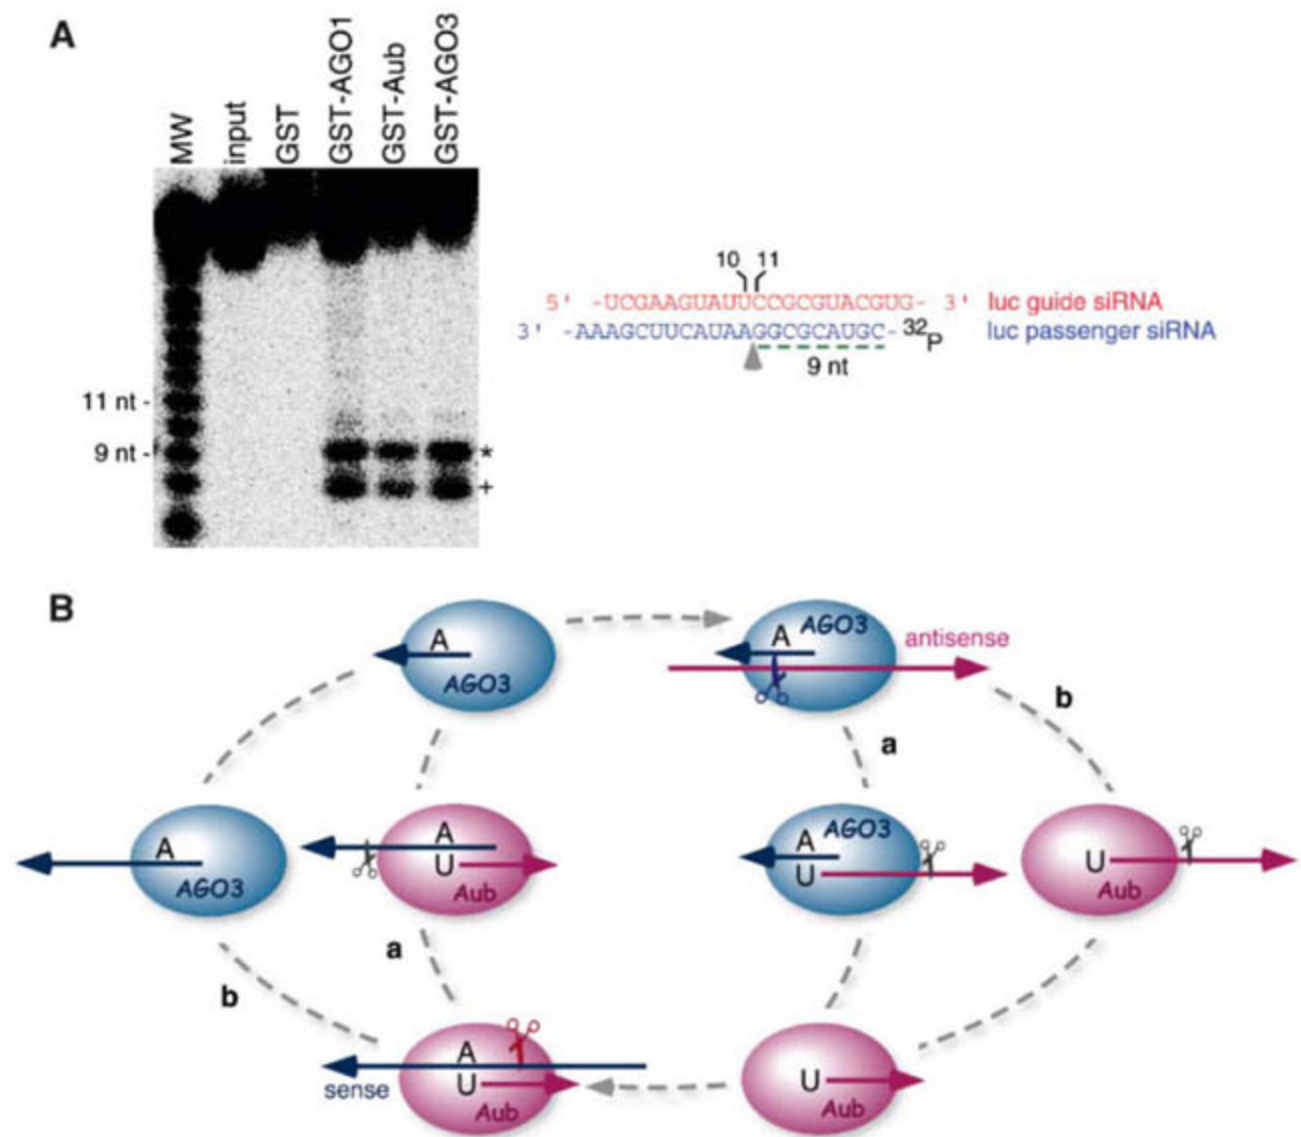 A
MW
input
GST
GST-AGO1
GST-Aub
GST-AGO3
11 nt -
9 nt -
*
+
10 11
5' -UCGAAGUAUUCCGCGUACGUG- 3' luc guide siRNA
3' -AAAGCUUCAUAAGGCGCAUGC- 32P luc passenger siRNA
9 nt
B
A
AGO3
A AGO3
antisense
b
a
A
AGO3
A
U
Aub
A AGO3
U
U
Aub
a
b
A
U
Aub
sense
U
Aub